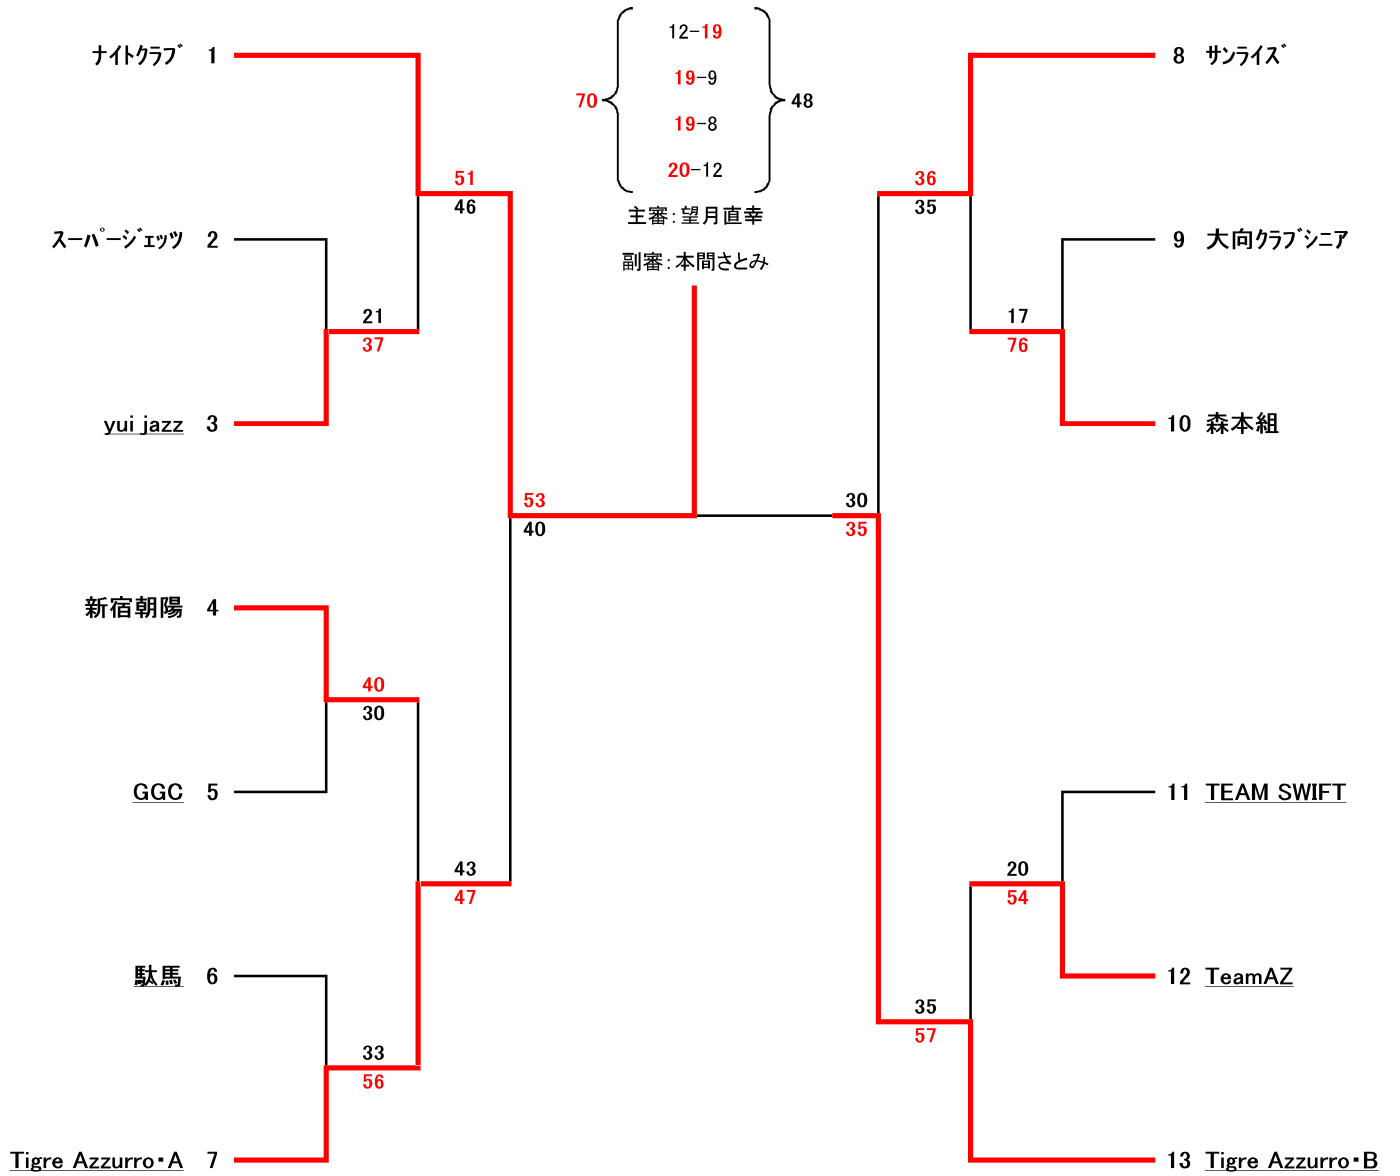 12-19
19-9
70 48
19-8
20-12
主審：望月直幸
副審：本間さとみ
ﾅｲﾄｸﾗﾌﾞ 1
51
46
ｽｰﾊﾟｰｼﾞｪｯﾂ 2
21
37
yui jazz 3
53
40
新宿朝陽 4
40
30
GGC 5
43
47
駄馬 6
33
56
Tigre Azzurro・A 7
8 ｻﾝﾗｲｽﾞ
36
35
9 大向ｸﾗﾌﾞｼﾆｱ
17
76
10 森本組
30
35
11 TEAM SWIFT
20
54
12 TeamAZ
35
57
13 Tigre Azzurro・B